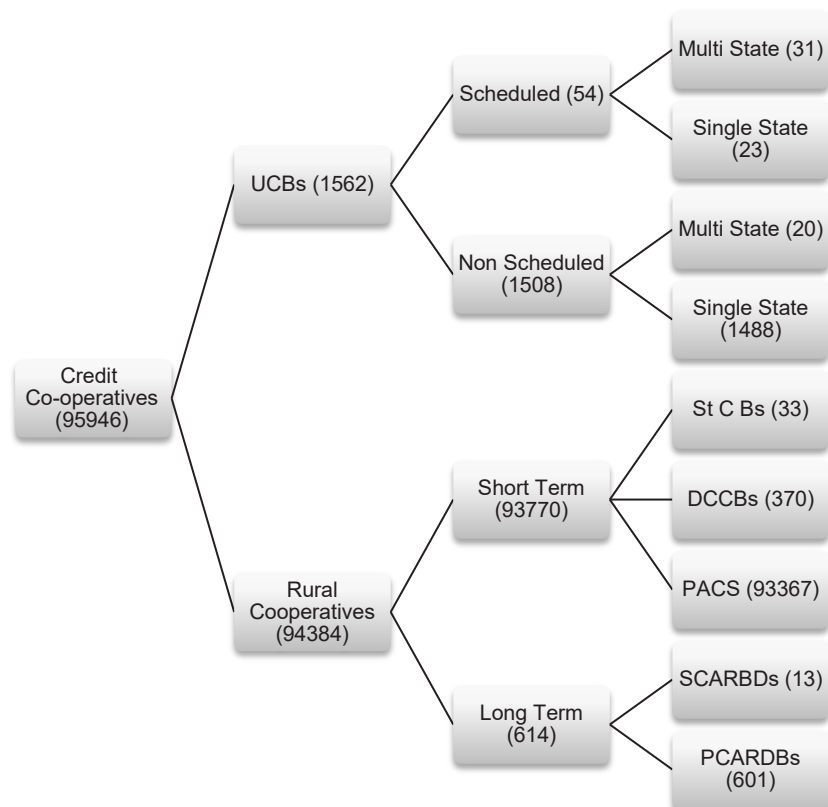 Credit
Co-operatives
(95946)
UCBs (1562)
Scheduled (54)
Multi State (31)
Single State
(23)
Non Scheduled
(1508)
Multi State (20)
Single State
(1488)
Rural
Cooperatives
(94384)
Short Term
(93770)
St C Bs (33)
DCCBs (370)
PACS (93367)
Long Term
(614)
SCARBDs (13)
PCARDBs
(601)